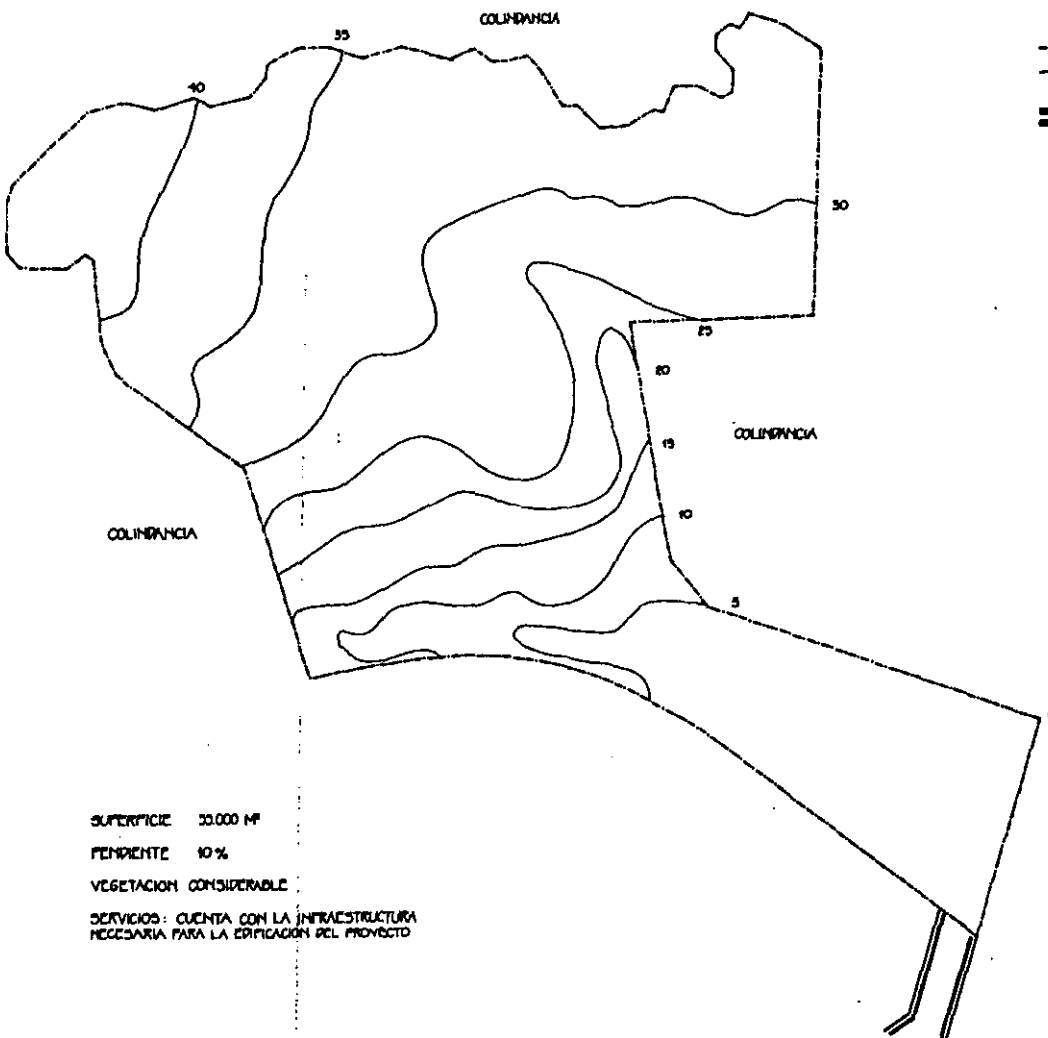 COLINDANCIA
35
40
30
25
20
COLINDANCIA
15
10
COLINDANCIA
5
SUPERFICIE 35.000 M²
PENDIENTE 10 %
VEGETACION CONSIDERABLE
SERVICIOS: CUENTA CON LA INFRAESTRUCTURA
NECESARIA PARA LA EDIFICACION DEL PROYECTO